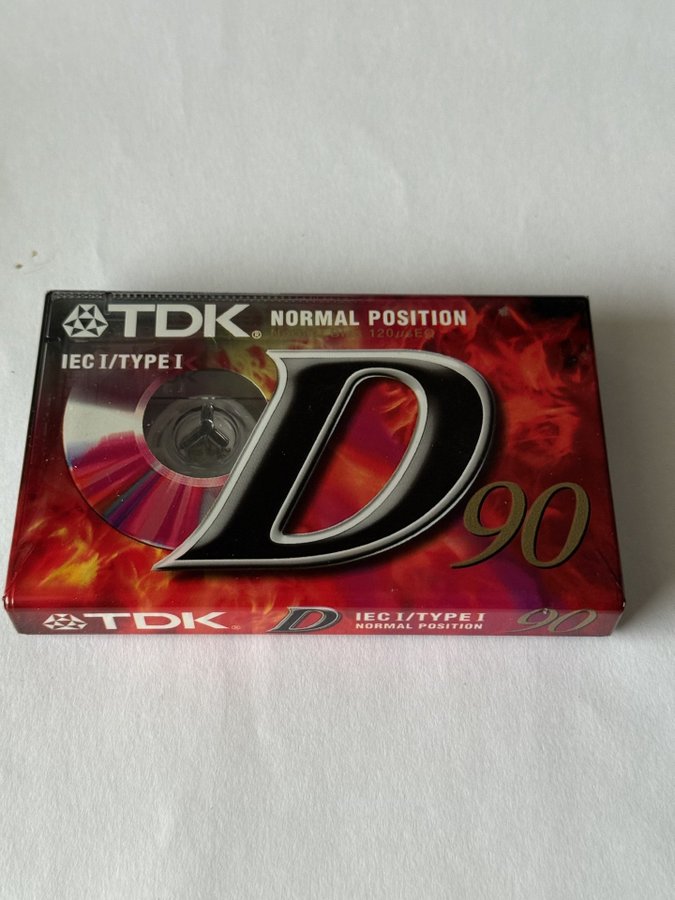 TDK® NORMAL POSITION
120μs EQ
IEC I/TYPE I
D 90
TDK® D IEC I/TYPE I 90
NORMAL POSITION